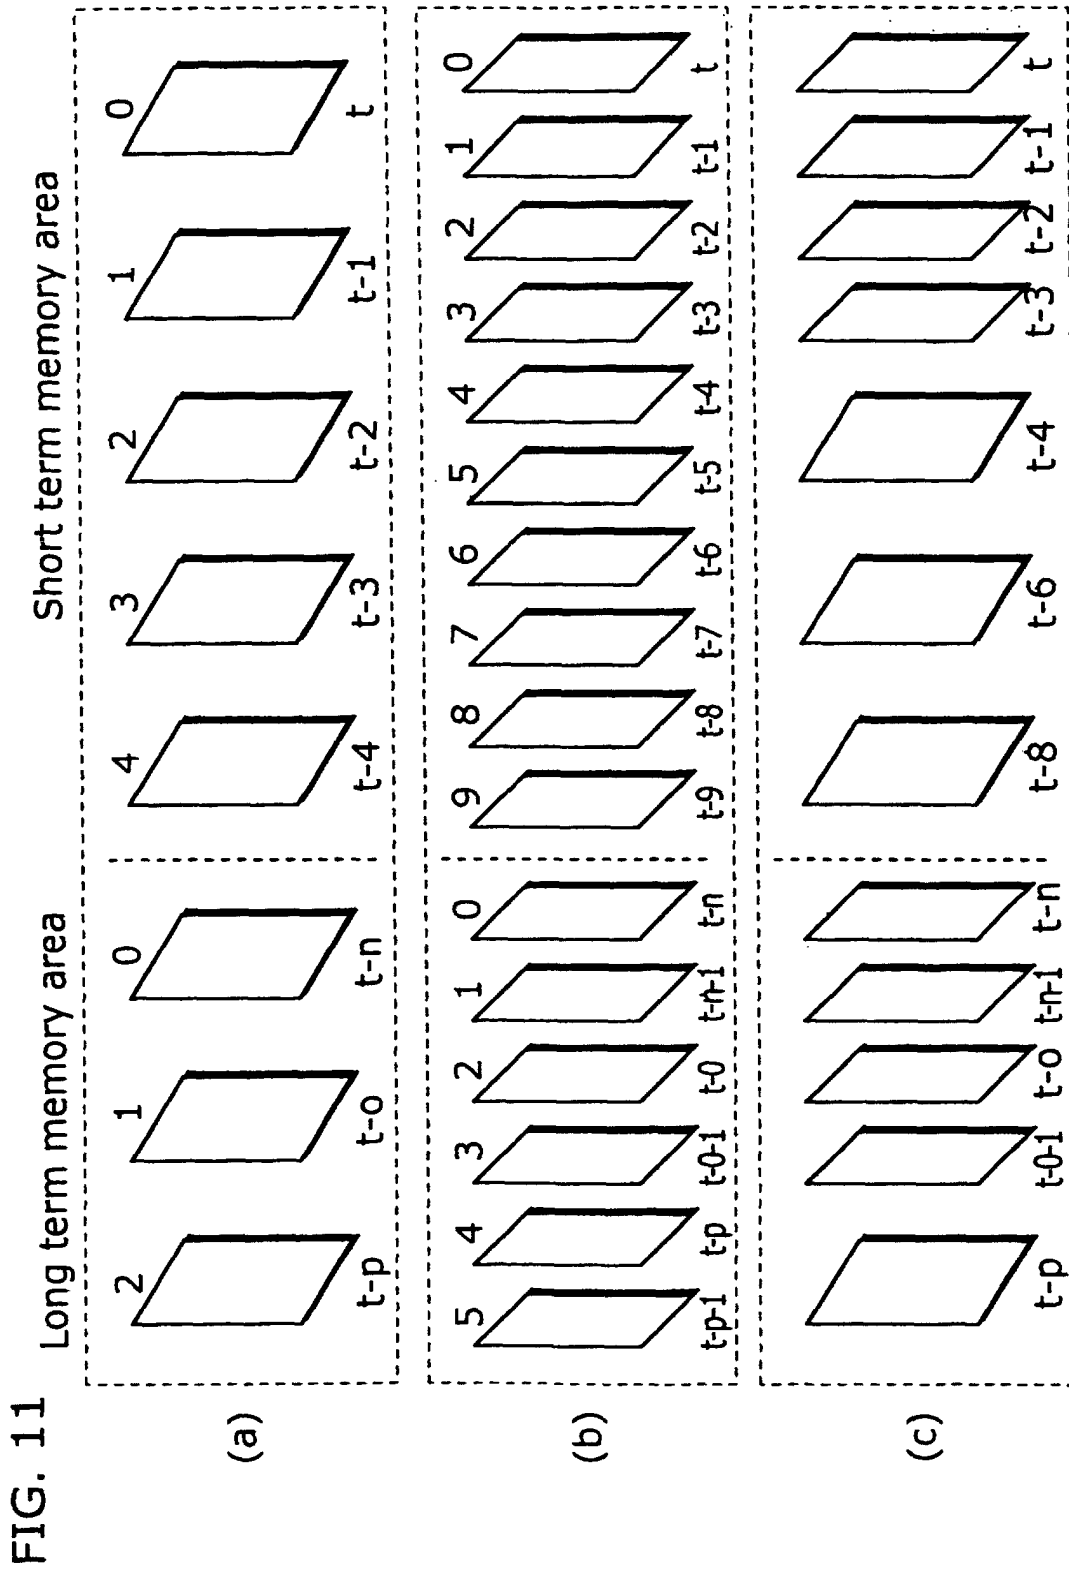 FIG. 11
Long term memory area Short term memory area
(a)
2 1 0 4 3 2 1 0
t-p t-o t-n t-4 t-3 t-2 t-1 t
(b)
5 4 3 2 1 0 9 8 7 6 5 4 3 2 1 0
t-p-1 t-p t-0-1 t-0 t-n-1 t-n t-9 t-8 t-7 t-6 t-5 t-4 t-3 t-2 t-1 t
(c)
t-p t-0-1 t-o t-n-1 t-n t-8 t-6 t-4 t-3 t-2 t-1 t